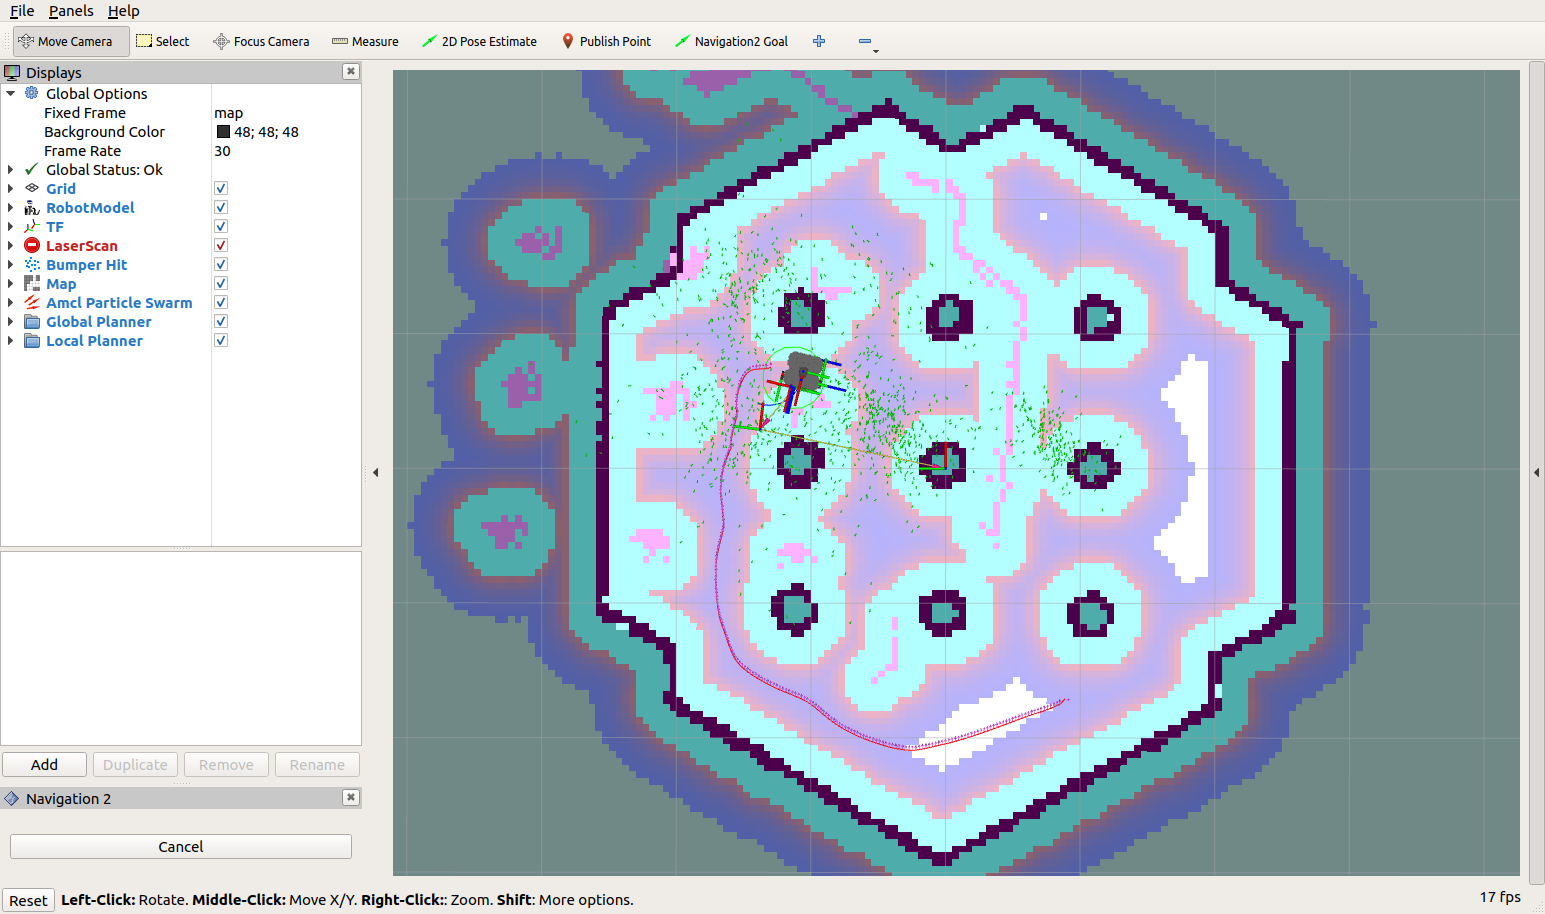 File Panels Help
Move Camera Select Focus Camera Measure 2D Pose Estimate Publish Point Navigation2 Goal
Displays
Global Options
Fixed Frame map
Background Color 48; 48; 48
Frame Rate 30
Global Status: Ok
Grid
RobotModel
TF
LaserScan
Bumper Hit
Map
Amcl Particle Swarm
Global Planner
Local Planner
Add Duplicate Remove Rename
Navigation 2
Cancel
Reset Left-Click: Rotate. Middle-Click: Move X/Y. Right-Click:: Zoom. Shift: More options. 17 fps